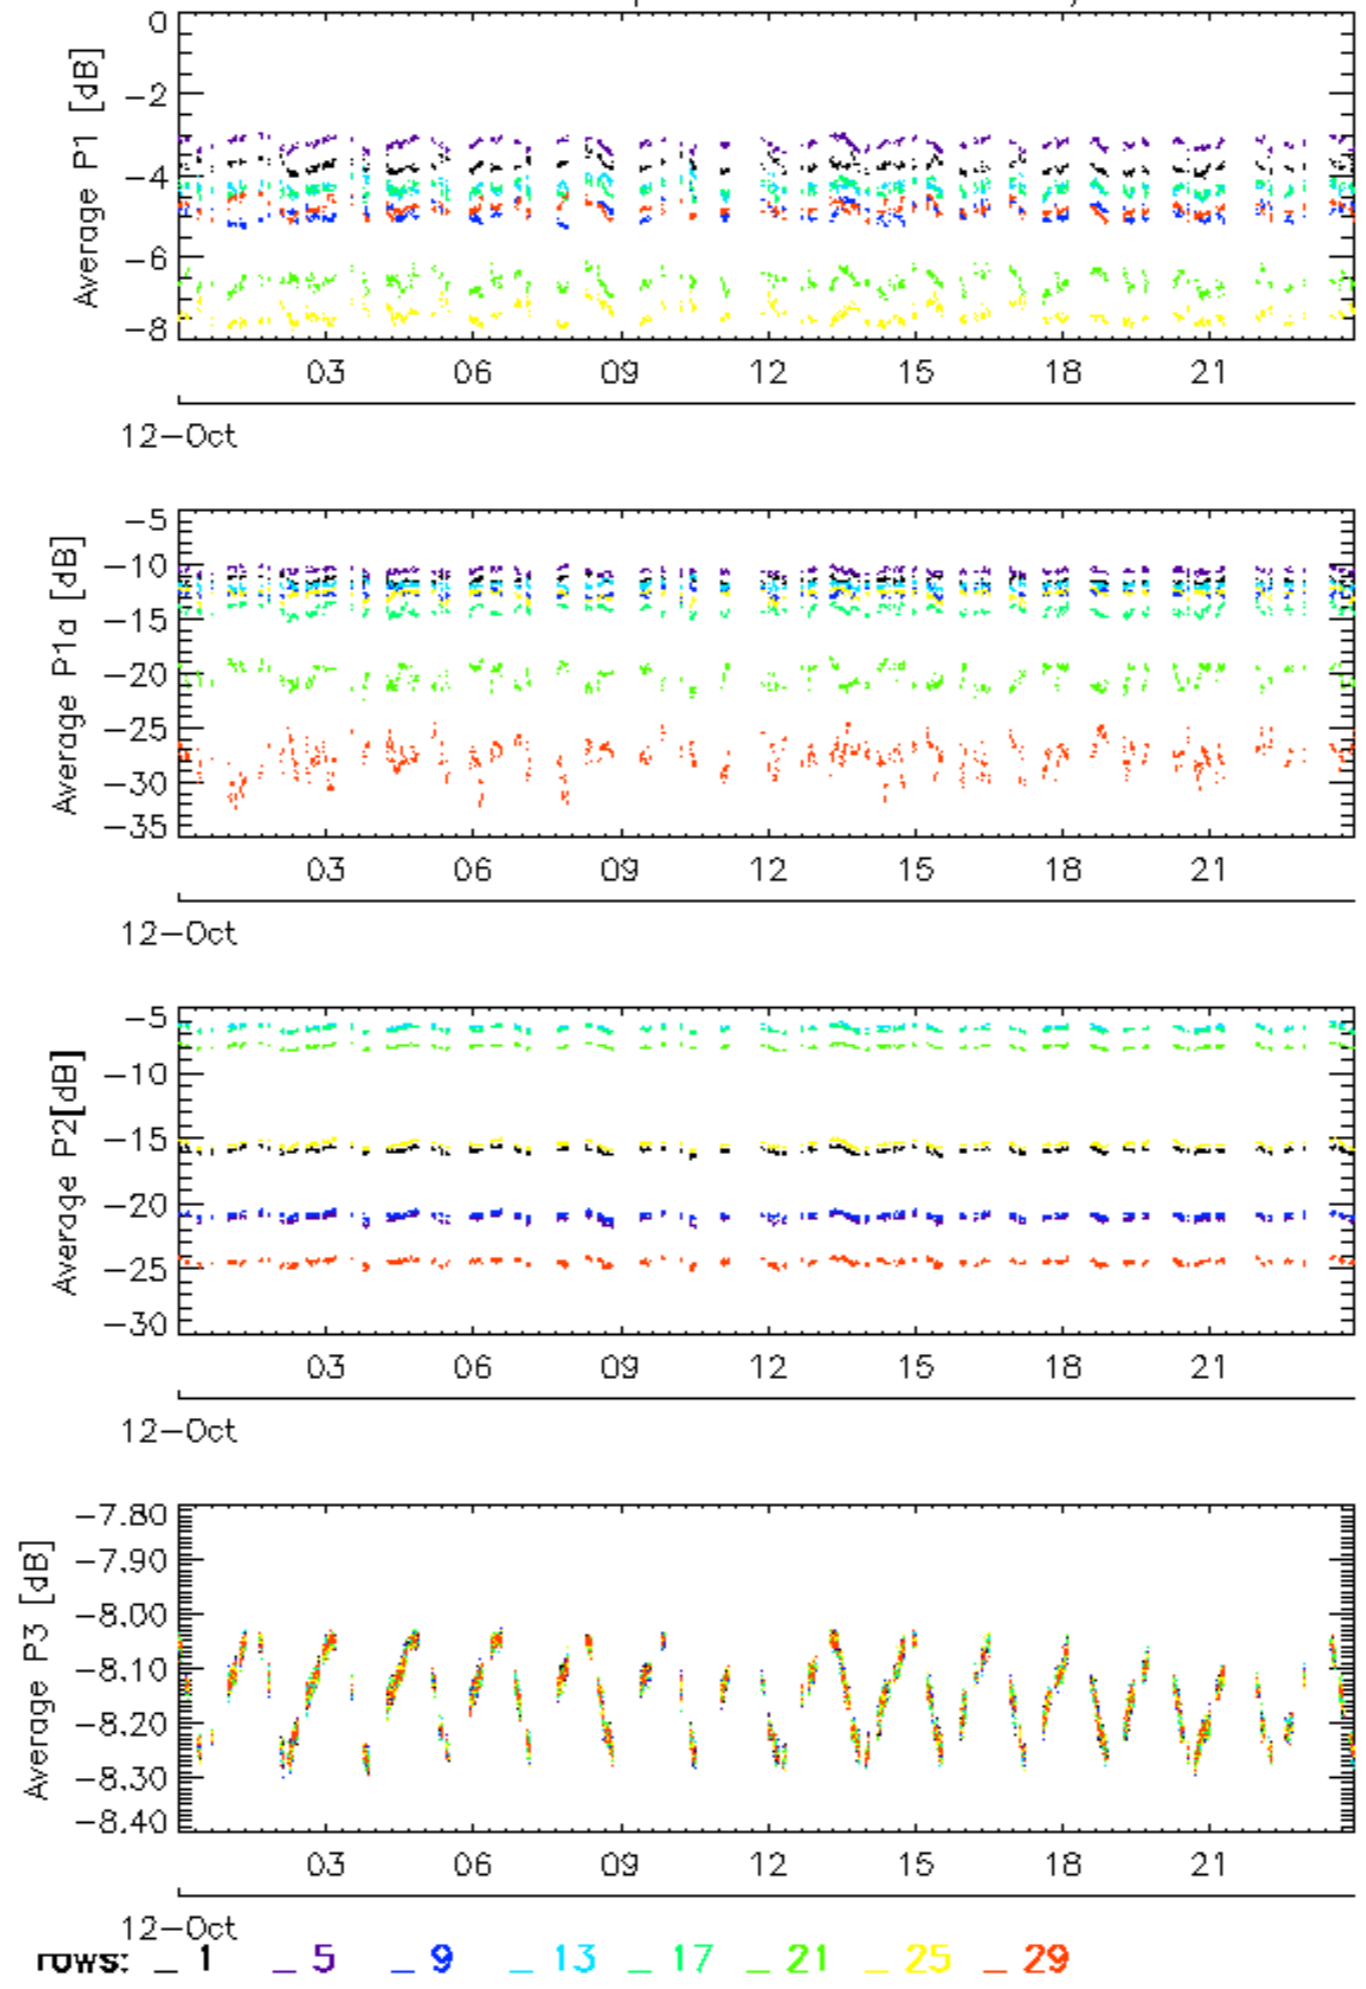 0
−2
−4
−6
−8
Average P1 [dB]
03 06 09 12 15 18 21
12−Oct
−5
−10
−15
−20
−25
−30
−35
Average P1a [dB]
03 06 09 12 15 18 21
12−Oct
−5
−10
−15
−20
−25
−30
Average P2[dB]
03 06 09 12 15 18 21
12−Oct
−7.80
−7.90
−8.00
−8.10
−8.20
−8.30
−8.40
Average P3 [dB]
03 06 09 12 15 18 21
12−Oct
rows: _ 1 _ 5 _ 9 _ 13 _ 17 _ 21 _ 25 _ 29